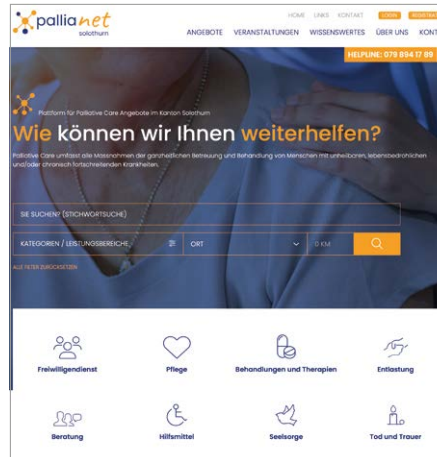 pallianet
solothurn
HOME LINKS KONTAKT LOGIN
ANGEBOTE VERANSTALTUNGEN WISSENSWERTES ÜBER UNS KONT
HELPLINE: 079 894 17 89
Plattform für Palliative Care Angebote im Kanton Solothurn
Wie können wir Ihnen weiterhelfen?
Palliative Care umfasst alle Massnahmen der ganzheitlichen Betreuung und Behandlung von Menschen mit unheilbaren, lebensbedrohlichen
und/oder chronisch fortschreitenden Krankheiten.
SIE SUCHEN? (STICHWORTSUCHE)
KATEGORIEN / LEISTUNGSBEREICHE ORT 0 KM
ALLE FILTER ZURÜCKSETZEN
Freiwilligendienst Pflege Behandlungen und Therapien Entlastung
Beratung Hilfsmittel Seelsorge Tod und Trauer